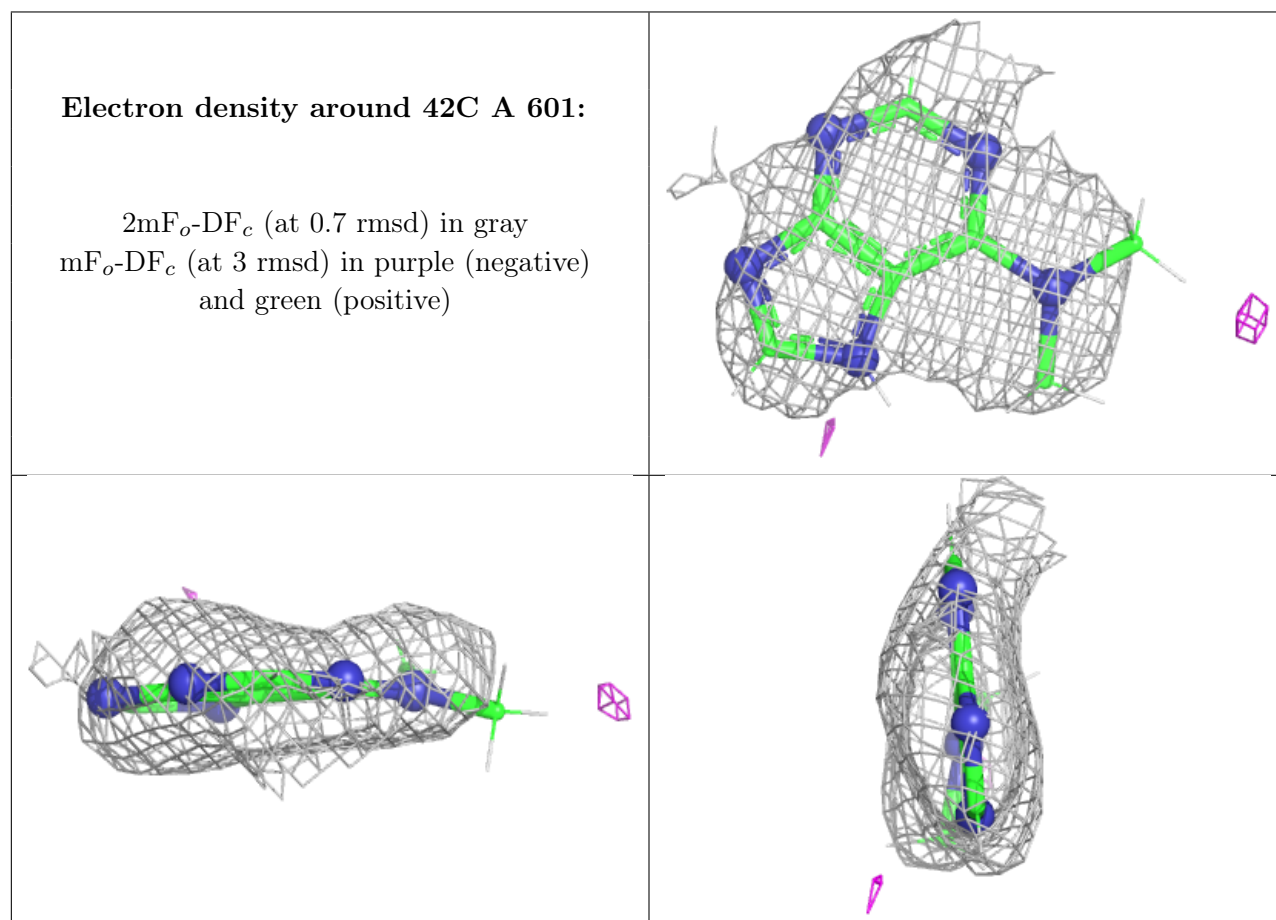 Electron density around 42C A 601:
2mFo-DFc (at 0.7 rmsd) in gray
mFo-DFc (at 3 rmsd) in purple (negative)
and green (positive)